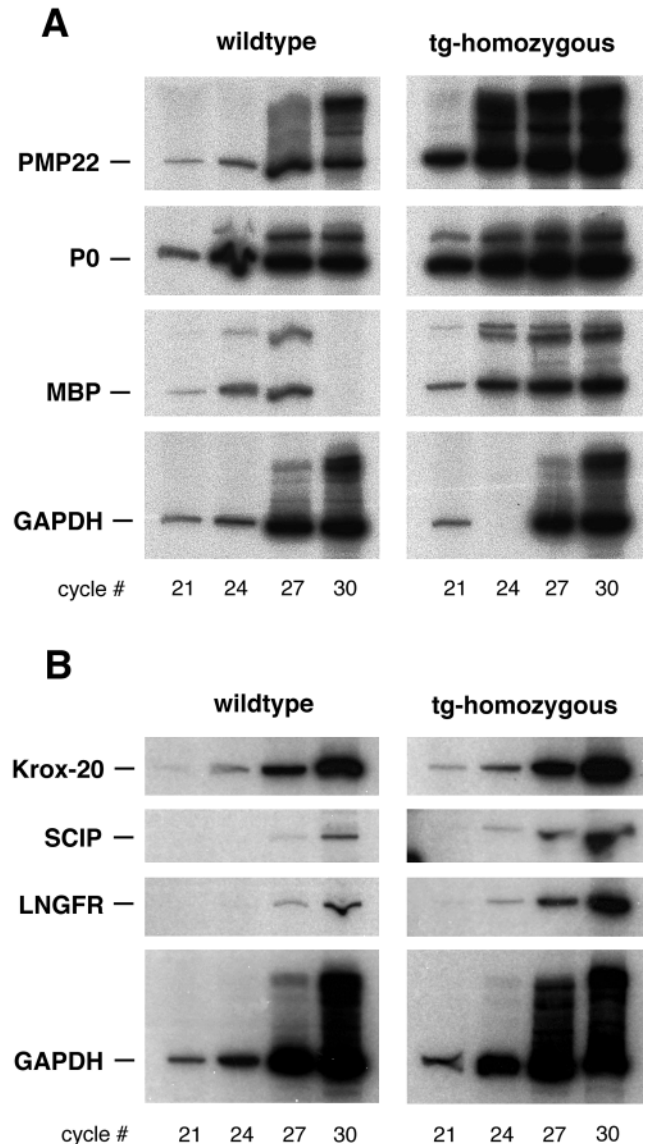 A
wildtype tg-homozygous
PMP22
P0
MBP
GAPDH
cycle # 21 24 27 30 21 24 27 30
B
wildtype tg-homozygous
Krox-20
SCIP
LNGFR
GAPDH
cycle # 21 24 27 30 21 24 27 30